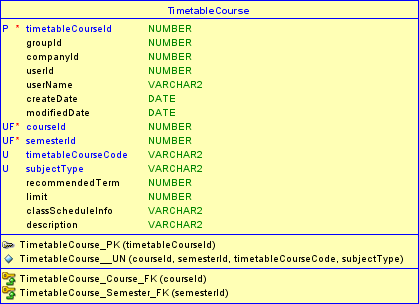 TimetableCourse
P * timetableCourseId NUMBER
groupId NUMBER
companyId NUMBER
userId NUMBER
userName VARCHAR2
createDate DATE
modifiedDate DATE
UF* courseId NUMBER
UF* semesterId NUMBER
U timetableCourseCode VARCHAR2
U subjectType VARCHAR2
recommendedTerm NUMBER
limit NUMBER
classScheduleInfo VARCHAR2
description VARCHAR2
TimetableCourse_PK (timetableCourseId)
TimetableCourse__UN (courseId, semesterId, timetableCourseCode, subjectType)
TimetableCourse_Course_FK (courseId)
TimetableCourse_Semester_FK (semesterId)